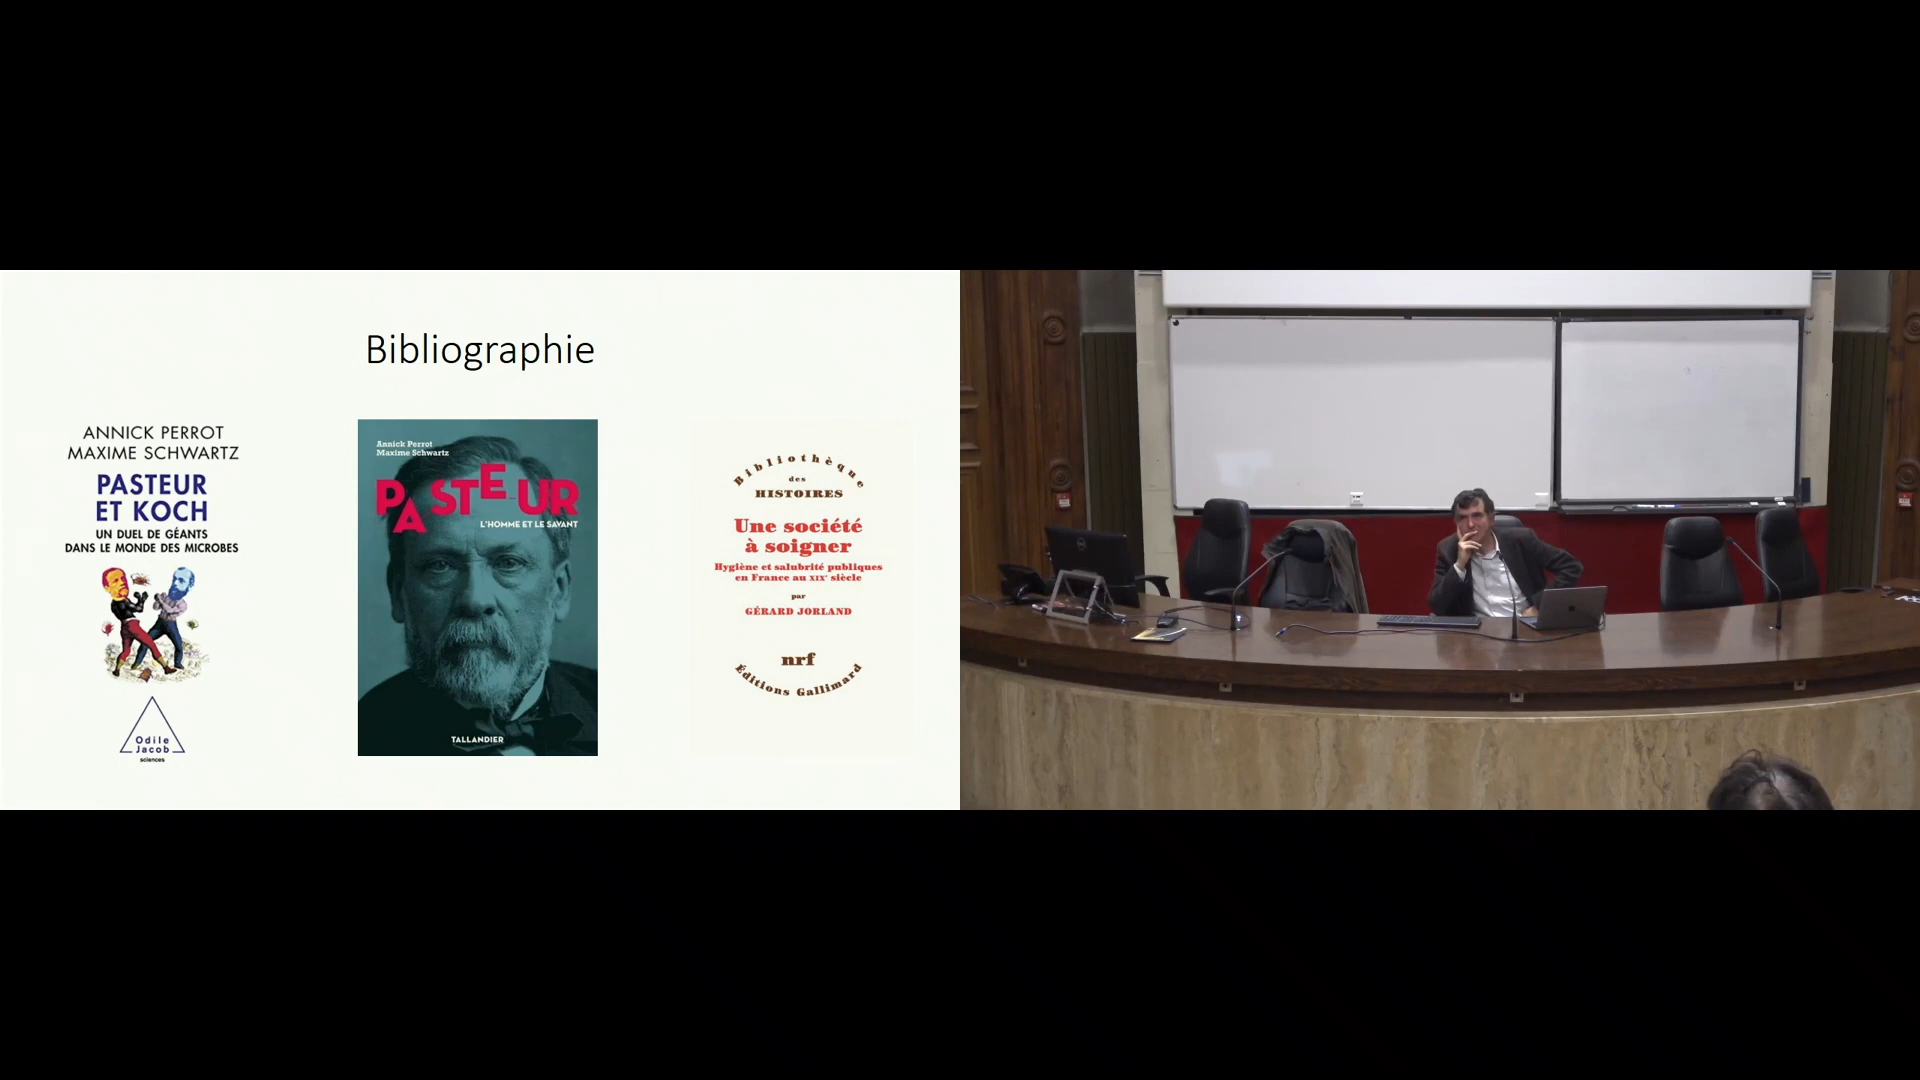 Bibliographie
ANNICK PERROT
MAXIME SCHWARTZ
PASTEUR
ET KOCH
UN DUEL DE GÉANTS
DANS LE MONDE DES MICROBES
Odile
Jacob
sciences
Annick Perrot
Maxime Schwartz
PASTEUR
L'HOMME ET LE SAVANT
TALLANDIER
Bibliothèque
des
HISTOIRES
Une société
à soigner
Hygiène et salubrité publiques
en France au XIXe siècle
par
GÉRARD JORLAND
nrf
Éditions Gallimard